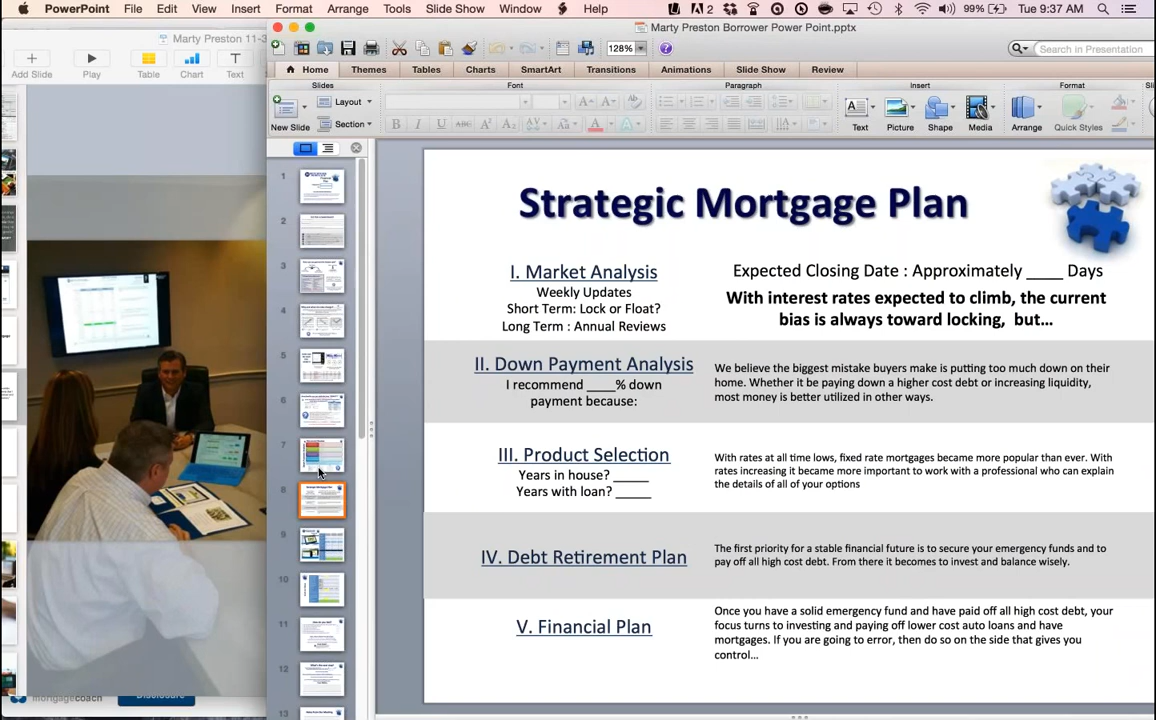 PowerPoint File Edit View Insert Format Arrange Tools Slide Show Window Help
2 99% Tue 9:37 AM
Marty Preston 11-3
Marty Preston Borrower Power Point.pptx
Add Slide Play Table Chart Text
128%
Search in Presentation
Home Themes Tables Charts SmartArt Transitions Animations Slide Show Review
Slides Font Paragraph Insert Format
New Slide Layout Section
Text Picture Shape Media Arrange Quick Styles
1
2
3
4
5
6
7
8
9
10
11
12
13
Strategic Mortgage Plan
I. Market Analysis
Weekly Updates
Short Term: Lock or Float?
Long Term : Annual Reviews
Expected Closing Date : Approximately ____ Days
With interest rates expected to climb, the current
bias is always toward locking, but...
II. Down Payment Analysis
I recommend ____% down
payment because:
We believe the biggest mistake buyers make is putting too much down on their
home. Whether it be paying down a higher cost debt or increasing liquidity,
most money is better utilized in other ways.
III. Product Selection
Years in house? _____
Years with loan? _____
With rates at all time lows, fixed rate mortgages became more popular than ever. With
rates increasing it became more important to work with a professional who can explain
the details of all of your options
IV. Debt Retirement Plan
The first priority for a stable financial future is to secure your emergency funds and to
pay off all high cost debt. From there it becomes to invest and balance wisely.
V. Financial Plan
Once you have a solid emergency fund and have paid off all high cost debt, your
focus turns to investing and paying off lower cost auto loans and have
mortgages. If you are going to error, then do so on the side that gives you
control...
mortgagecoach
Disclosure